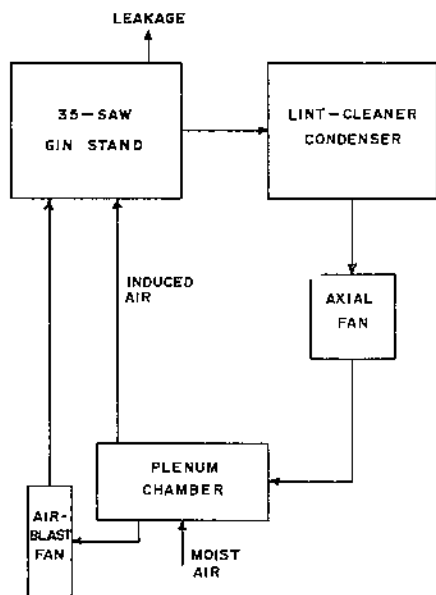 LEAKAGE
35-SAW
GIN STAND
LINT-CLEANER
CONDENSER
INDUCED
AIR
AXIAL
FAN
PLENUM
CHAMBER
AIR-
BLAST
FAN
MOIST
AIR